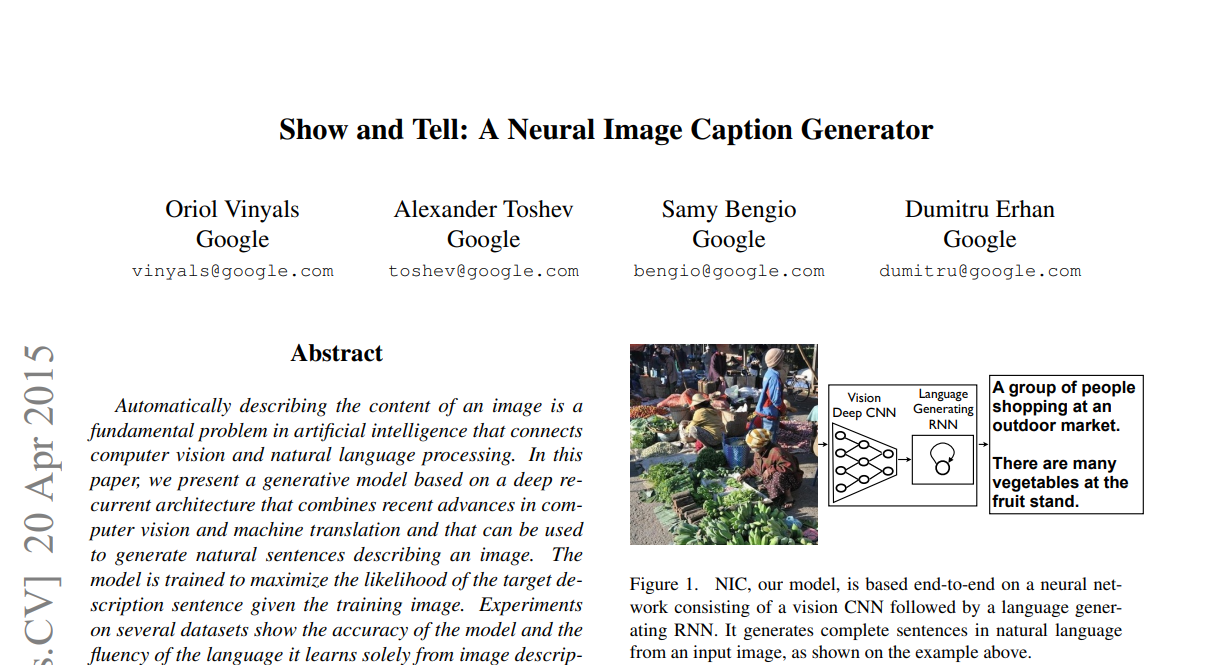 Show and Tell: A Neural Image Caption Generator
Oriol Vinyals
Google
vinyals@google.com
Alexander Toshev
Google
toshev@google.com
Samy Bengio
Google
bengio@google.com
Dumitru Erhan
Google
dumitru@google.com
s.CV] 20 Apr 2015
Abstract
Automatically describing the content of an image is a
fundamental problem in artificial intelligence that connects
computer vision and natural language processing. In this
paper, we present a generative model based on a deep re-
current architecture that combines recent advances in com-
puter vision and machine translation and that can be used
to generate natural sentences describing an image. The
model is trained to maximize the likelihood of the target de-
scription sentence given the training image. Experiments
on several datasets show the accuracy of the model and the
fluency of the language it learns solely from image descrip-
Vision
Deep CNN
Language
Generating
RNN
A group of people
shopping at an
outdoor market.
There are many
vegetables at the
fruit stand.
Figure 1. NIC, our model, is based end-to-end on a neural net-
work consisting of a vision CNN followed by a language gener-
ating RNN. It generates complete sentences in natural language
from an input image, as shown on the example above.